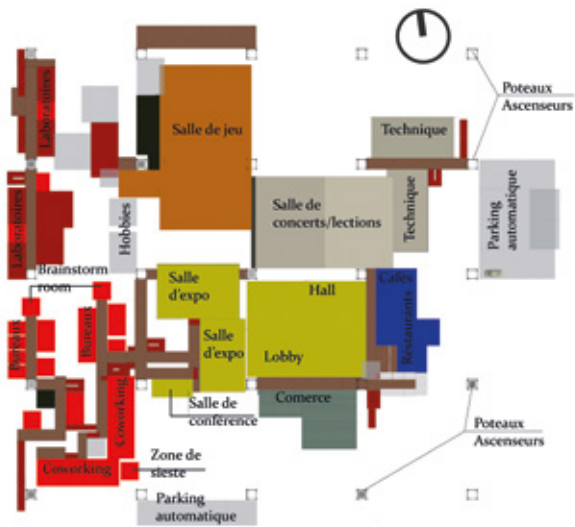 Poteaux
Ascenseurs
Laboratoires
Salle de jeu
Technique
Laboratoires
Hobbies
Salle de
concerts/lections
Technique
Parking
automatique
Brainstorm
room
Salle
d'expo
Hall
Cafés
Restaurants
Bureaux
Bureaux
Salle
d'expo
Lobby
Salle de
conférence
Comerce
Poteaux
Ascenseurs
Coworking
Coworking
Zone de
sieste
Parking
automatique